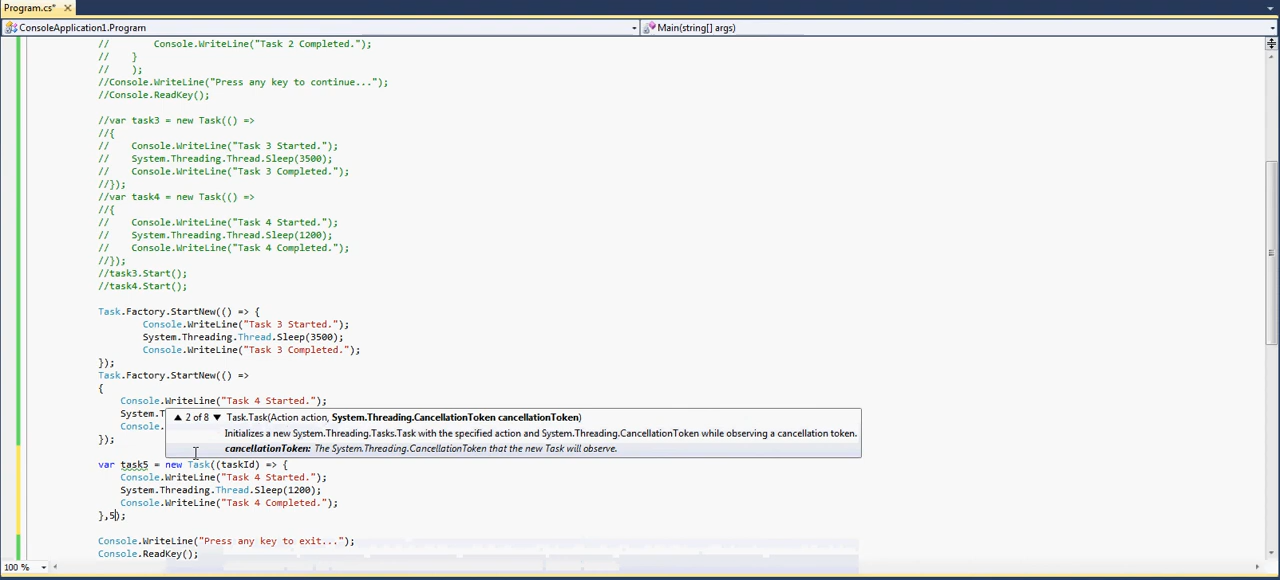 Program.cs* ×
ConsoleApplication1.Program Main(string[] args)
//        Console.WriteLine("Task 2 Completed.");
//    }
//    );
//Console.WriteLine("Press any key to continue...");
//Console.ReadKey();
//var task3 = new Task(() =>
//{
//    Console.WriteLine("Task 3 Started.");
//    System.Threading.Thread.Sleep(3500);
//    Console.WriteLine("Task 3 Completed.");
//});
//var task4 = new Task(() =>
//{
//    Console.WriteLine("Task 4 Started.");
//    System.Threading.Thread.Sleep(1200);
//    Console.WriteLine("Task 4 Completed.");
//});
//task3.Start();
//task4.Start();
Task.Factory.StartNew(() => {
Console.WriteLine("Task 3 Started.");
System.Threading.Thread.Sleep(3500);
Console.WriteLine("Task 3 Completed.");
});
Task.Factory.StartNew(() =>
{
Console.WriteLine("Task 4 Started.");
System.T
2 of 8 Task.Task(Action action, System.Threading.CancellationToken cancellationToken)
Console.
Initializes a new System.Threading.Tasks.Task with the specified action and System.Threading.CancellationToken while observing a cancellation token.
});
cancellationToken: The System.Threading.CancellationToken that the new Task will observe.
var task5 = new Task((taskId) => {
Console.WriteLine("Task 4 Started.");
System.Threading.Thread.Sleep(1200);
Console.WriteLine("Task 4 Completed.");
},5);
Console.WriteLine("Press any key to exit...");
Console.ReadKey();
100 %